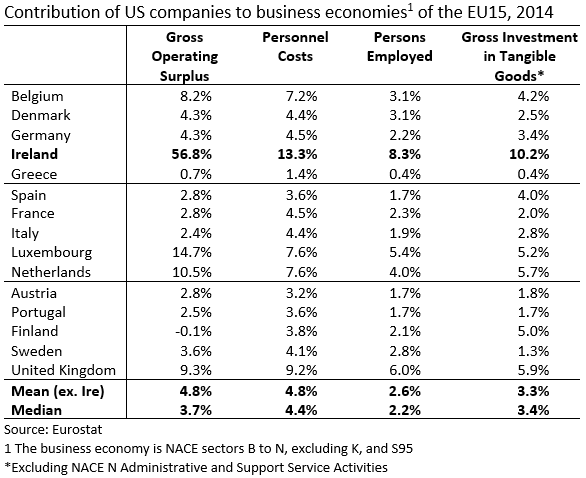 Contribution of US companies to business economies1 of the EU15, 2014
Gross Operating Surplus Personnel Costs Persons Employed Gross Investment in Tangible Goods*
Belgium 8.2% 7.2% 3.1% 4.2%
Denmark 4.3% 4.4% 3.1% 2.5%
Germany 4.3% 4.5% 2.2% 3.4%
Ireland 56.8% 13.3% 8.3% 10.2%
Greece 0.7% 1.4% 0.4% 0.4%
Spain 2.8% 3.6% 1.7% 4.0%
France 2.8% 4.5% 2.3% 2.0%
Italy 2.4% 4.4% 1.9% 2.8%
Luxembourg 14.7% 7.6% 5.4% 5.2%
Netherlands 10.5% 7.6% 4.0% 5.7%
Austria 2.8% 3.2% 1.7% 1.8%
Portugal 2.5% 3.6% 1.7% 1.7%
Finland -0.1% 3.8% 2.1% 5.0%
Sweden 3.6% 4.1% 2.8% 1.3%
United Kingdom 9.3% 9.2% 6.0% 5.9%
Mean (ex. Ire) 4.8% 4.8% 2.6% 3.3%
Median 3.7% 4.4% 2.2% 3.4%
Source: Eurostat
1 The business economy is NACE sectors B to N, excluding K, and S95
*Excluding NACE N Administrative and Support Service Activities